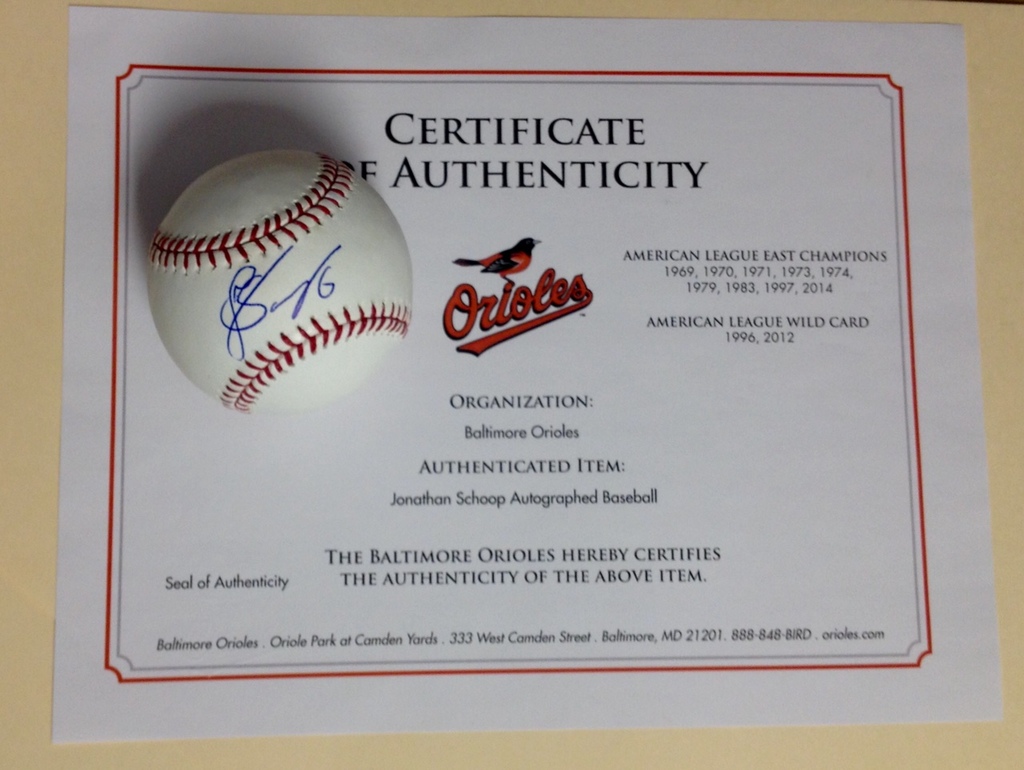 CERTIFICATE
OF AUTHENTICITY
Orioles
AMERICAN LEAGUE EAST CHAMPIONS
1969, 1970, 1971, 1973, 1974,
1979, 1983, 1997, 2014
AMERICAN LEAGUE WILD CARD
1996, 2012
ORGANIZATION:
Baltimore Orioles
AUTHENTICATED ITEM:
Jonathan Schoop Autographed Baseball
THE BALTIMORE ORIOLES HEREBY CERTIFIES
THE AUTHENTICITY OF THE ABOVE ITEM.
Seal of Authenticity
Baltimore Orioles . Oriole Park at Camden Yards . 333 West Camden Street . Baltimore, MD 21201. 888-848-BIRD . orioles.com